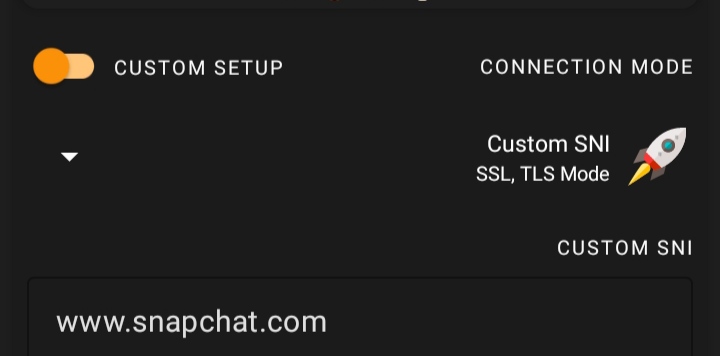 CUSTOM SETUP
CONNECTION MODE
Custom SNI
SSL, TLS Mode
CUSTOM SNI
www.snapchat.com